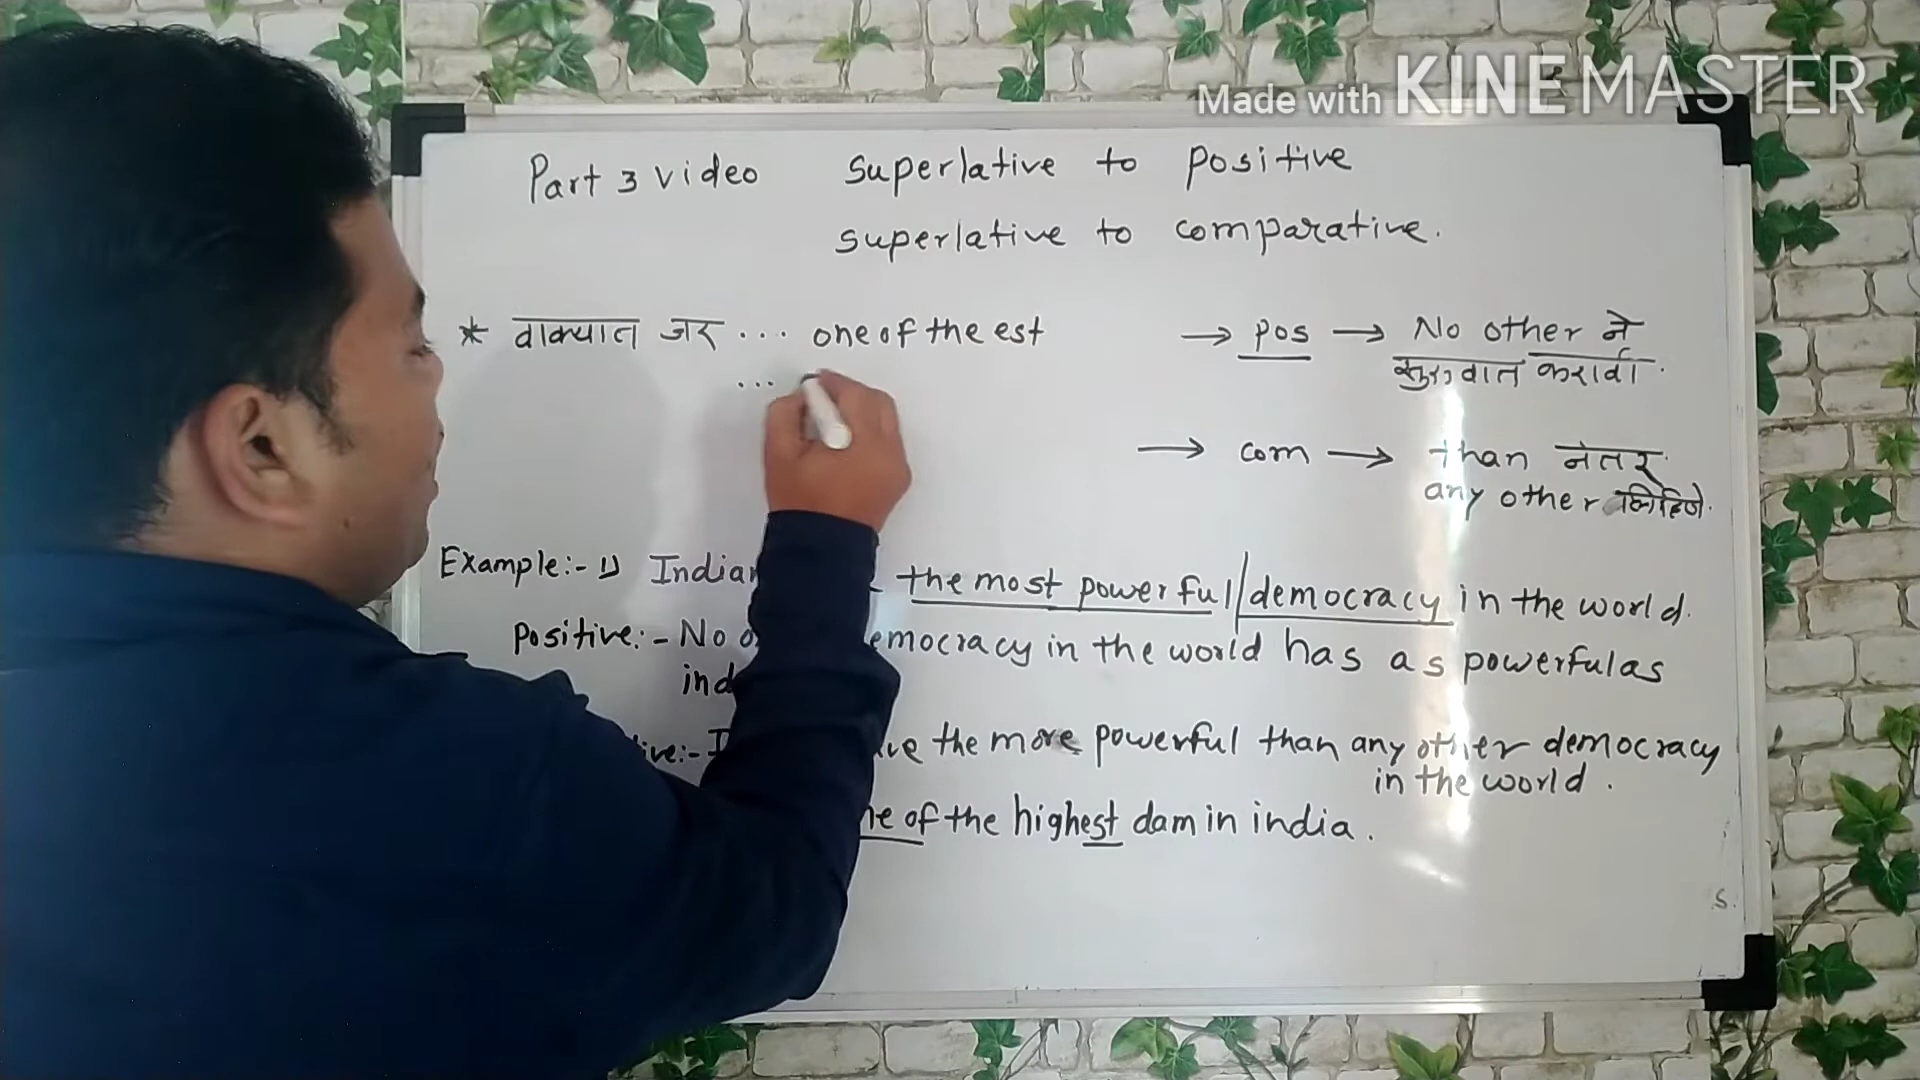 Made with KINEMASTER
Part 3 video superlative to positive
superlative to comparative.
* वाक्यात जर ... one of the est → pos → No other ने
... सुरुवात करावी.
→ com → than नंतर
any other लिहिणे.
Example:- 1) the most powerful democracy in the world.
positive:- No in the world has as powerful as
the more powerful than any other democracy
in the world.
of the highest dam in india.
s.